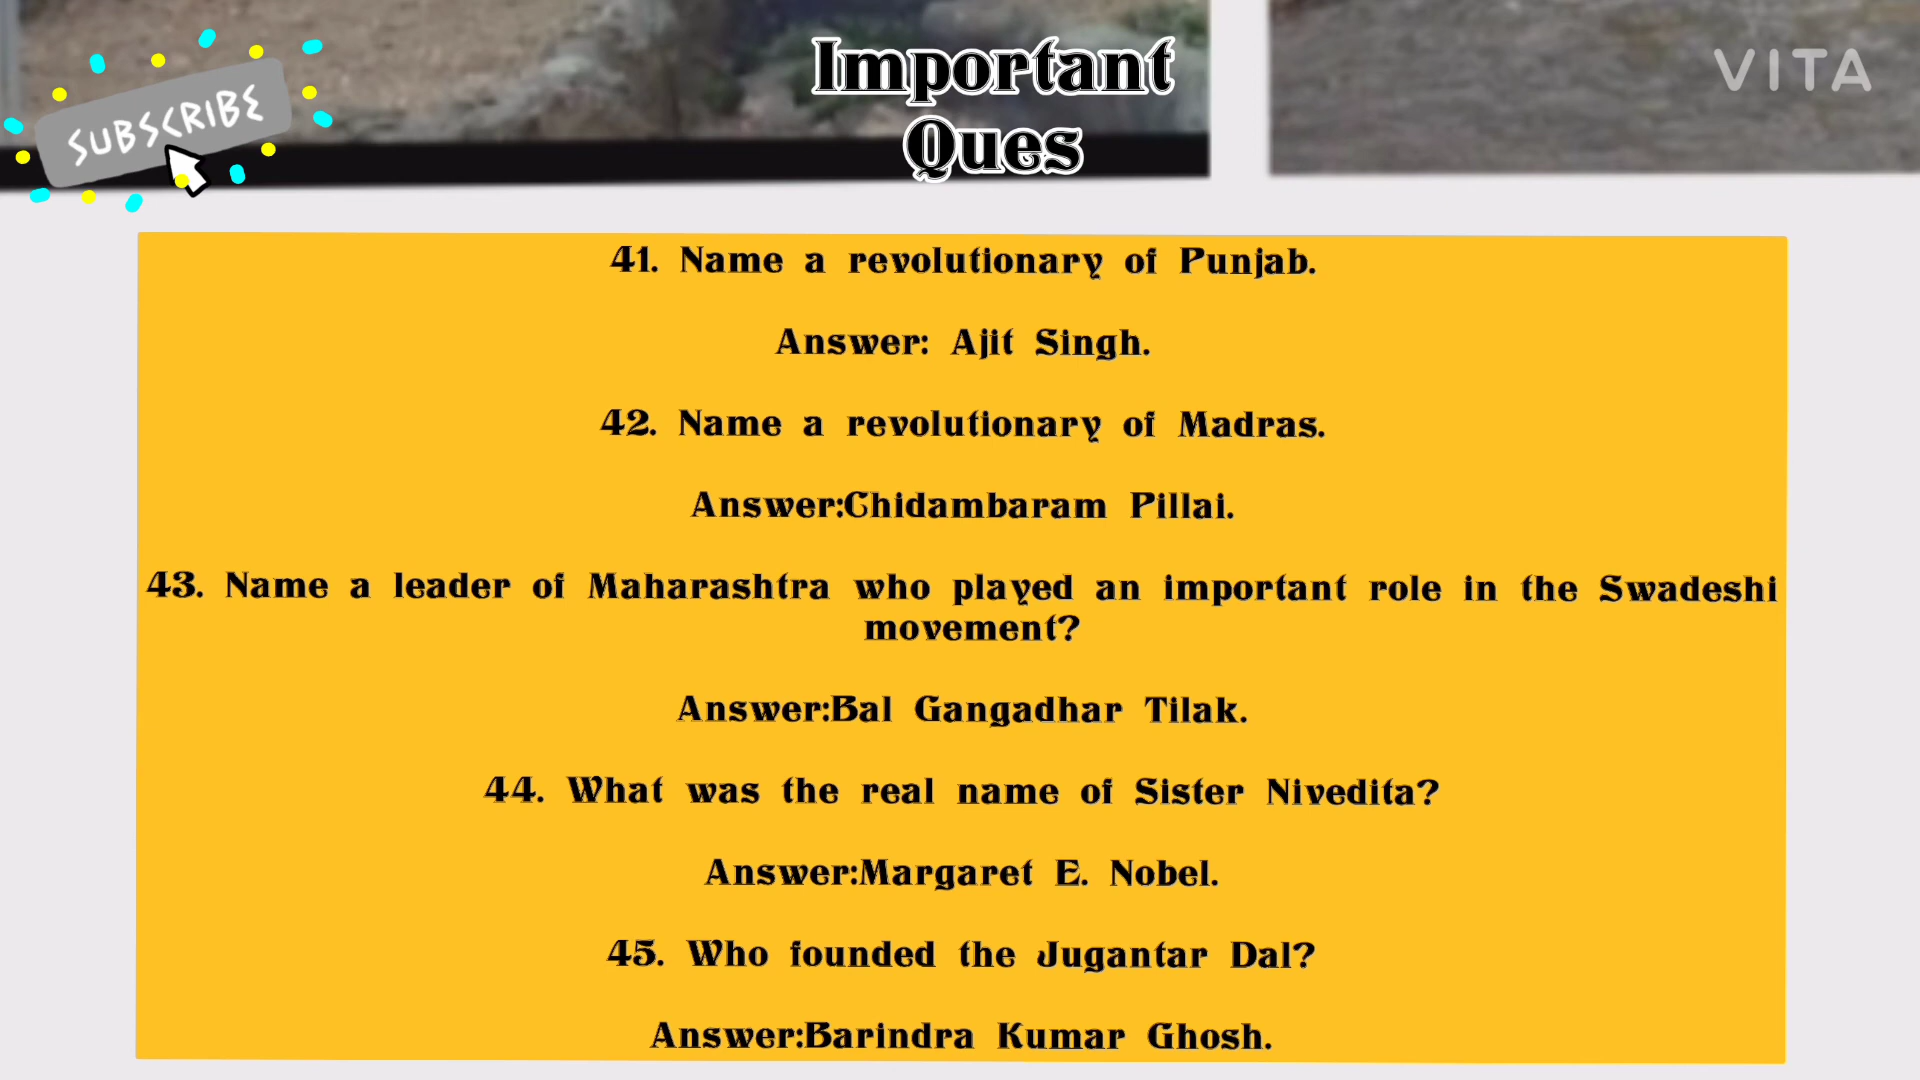 Important
Ques
VITA
SUBSCRIBE
41. Name a revolutionary of Punjab.
Answer: Ajit Singh.
42. Name a revolutionary of Madras.
Answer:Chidambaram Pillai.
43. Name a leader of Maharashtra who played an important role in the Swadeshi
movement?
Answer:Bal Gangadhar Tilak.
44. What was the real name of Sister Nivedita?
Answer:Margaret E. Nobel.
45. Who founded the Jugantar Dal?
Answer:Barindra Kumar Ghosh.